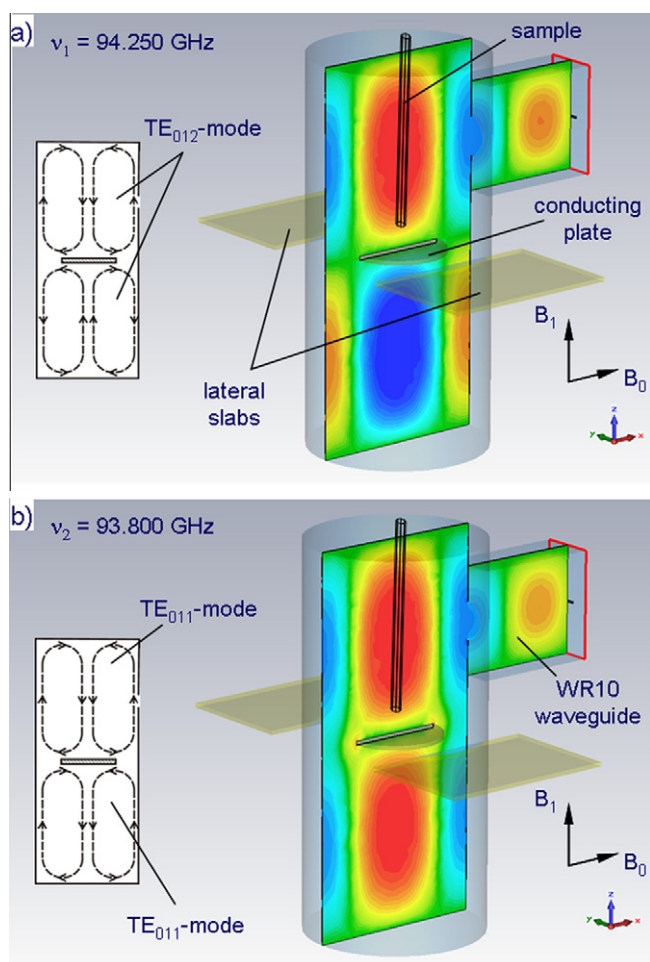 a)
ν₁ = 94.250 GHz
sample
TE₀₁₂-mode
conducting
plate
B₁
B₀
lateral
slabs
z
y
x
b)
ν₂ = 93.800 GHz
TE₀₁₁-mode
WR10
waveguide
B₁
B₀
TE₀₁₁-mode
z
y
x